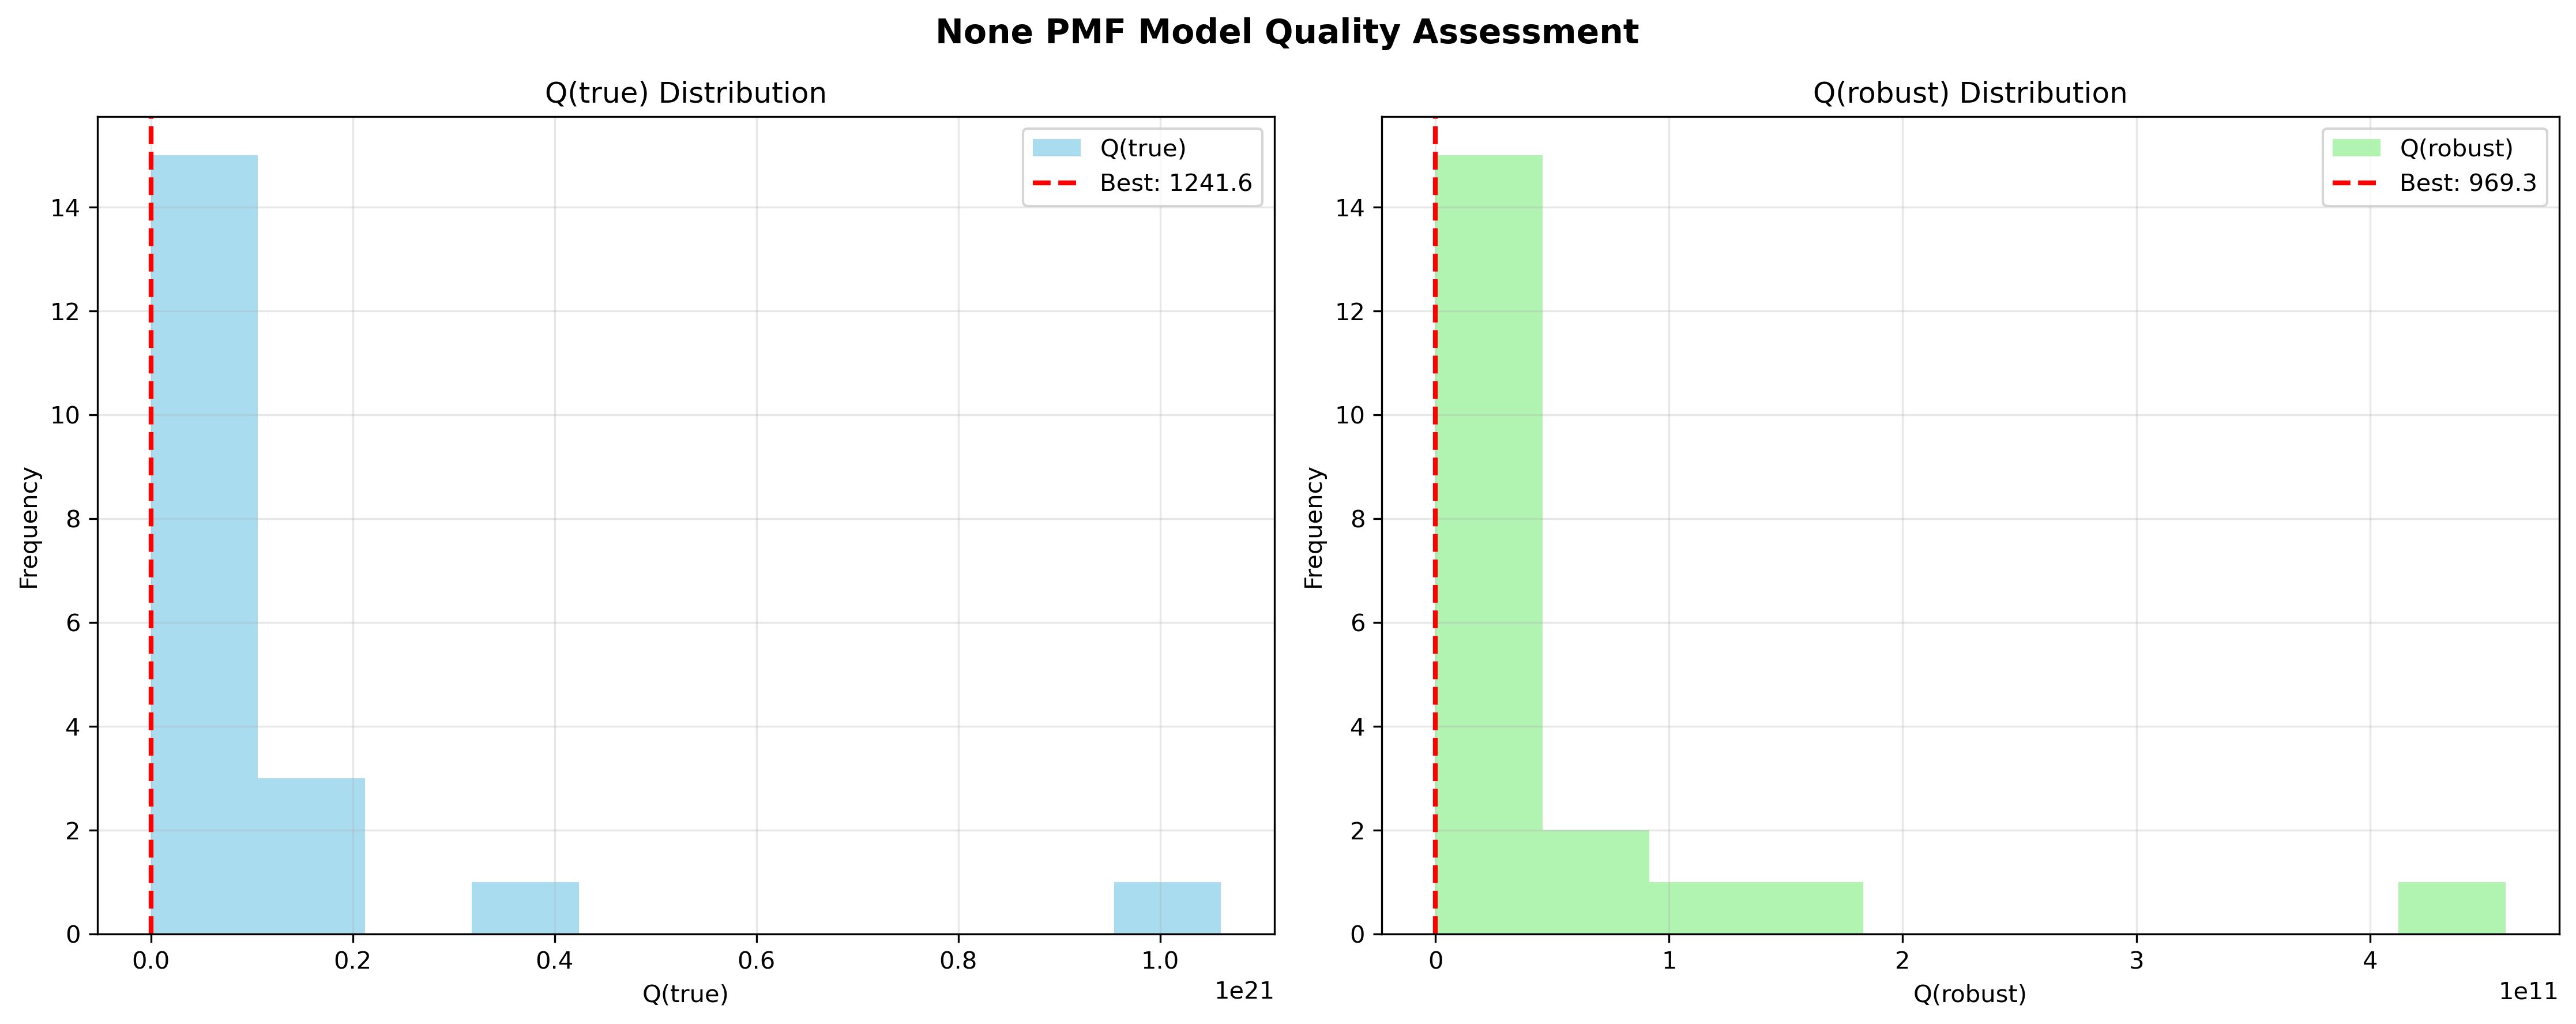 None PMF Model Quality Assessment
Q(true) Distribution
Q(true)
Best: 1241.6
Frequency
14
12
10
8
6
4
2
0
0.0 0.2 0.4 0.6 0.8 1.0
1e21
Q(true)
Q(robust) Distribution
Q(robust)
Best: 969.3
Frequency
14
12
10
8
6
4
2
0
0 1 2 3 4
1e11
Q(robust)